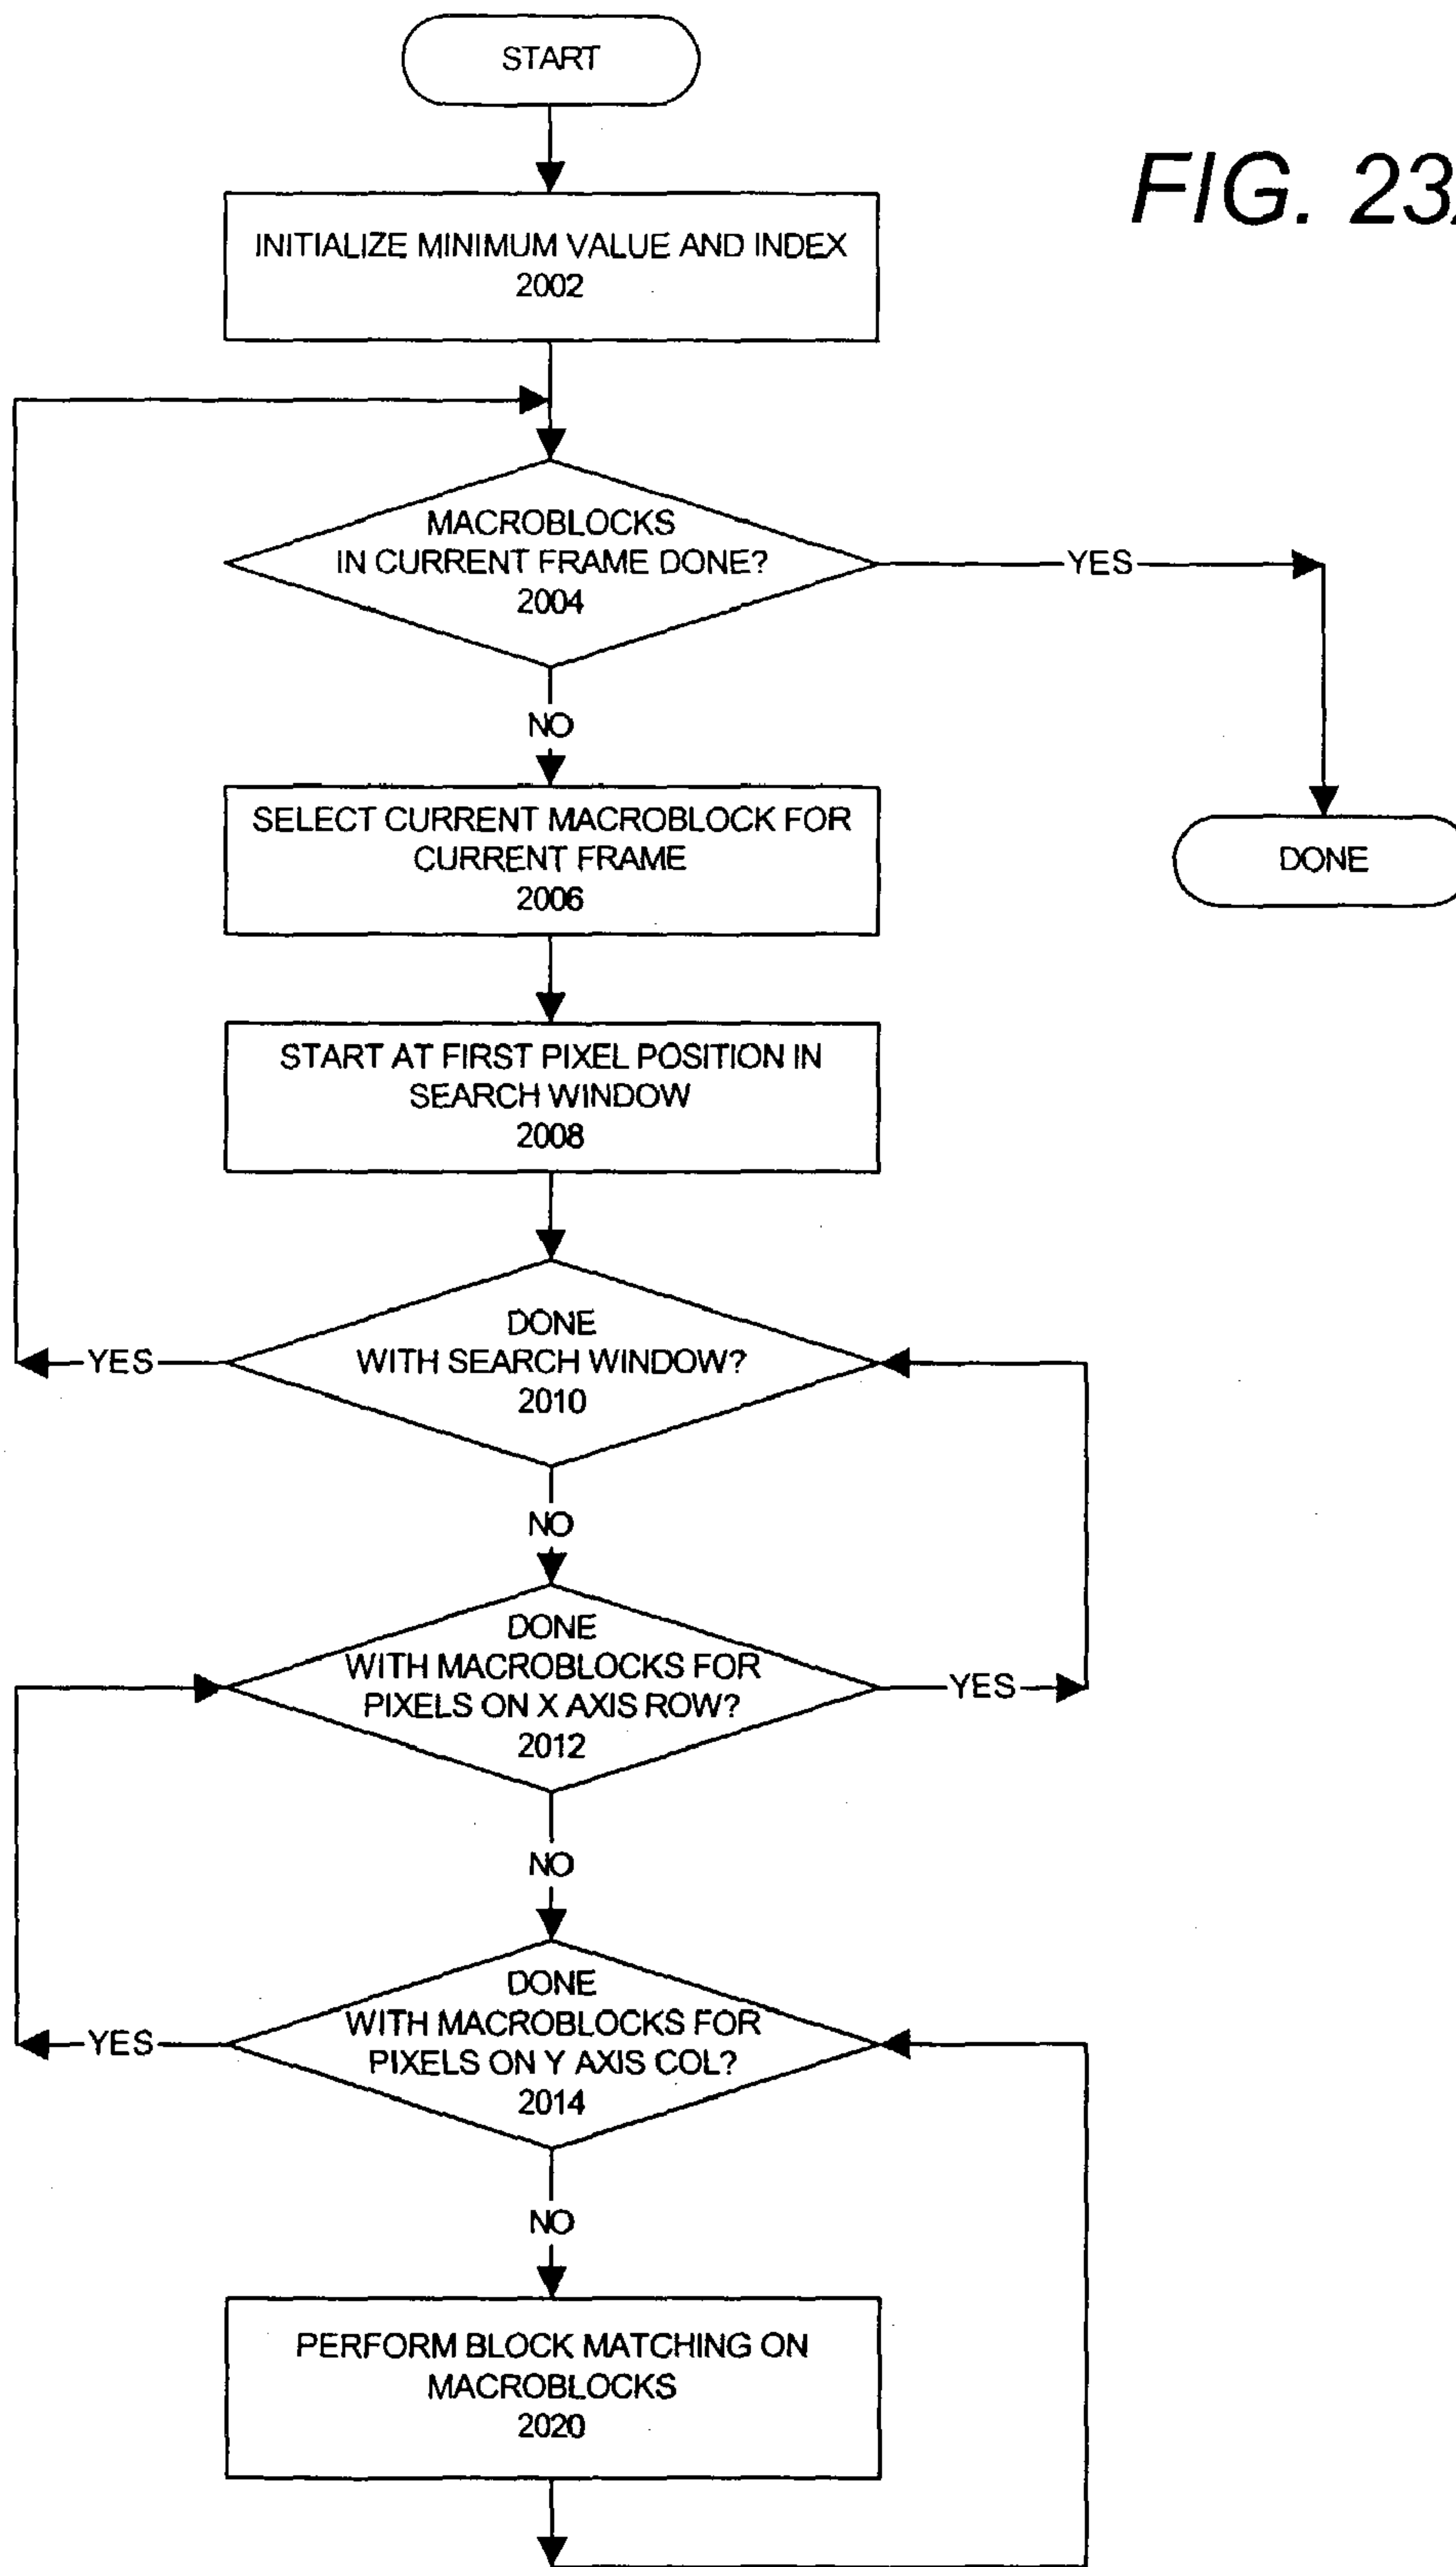 START
FIG. 23
INITIALIZE MINIMUM VALUE AND INDEX
2002
MACROBLOCKS
IN CURRENT FRAME DONE?
2004
YES
NO
SELECT CURRENT MACROBLOCK FOR
CURRENT FRAME
2006
DONE
START AT FIRST PIXEL POSITION IN
SEARCH WINDOW
2008
DONE
WITH SEARCH WINDOW?
2010
YES
NO
DONE
WITH MACROBLOCKS FOR
PIXELS ON X AXIS ROW?
2012
YES
NO
DONE
WITH MACROBLOCKS FOR
PIXELS ON Y AXIS COL?
2014
YES
NO
PERFORM BLOCK MATCHING ON
MACROBLOCKS
2020